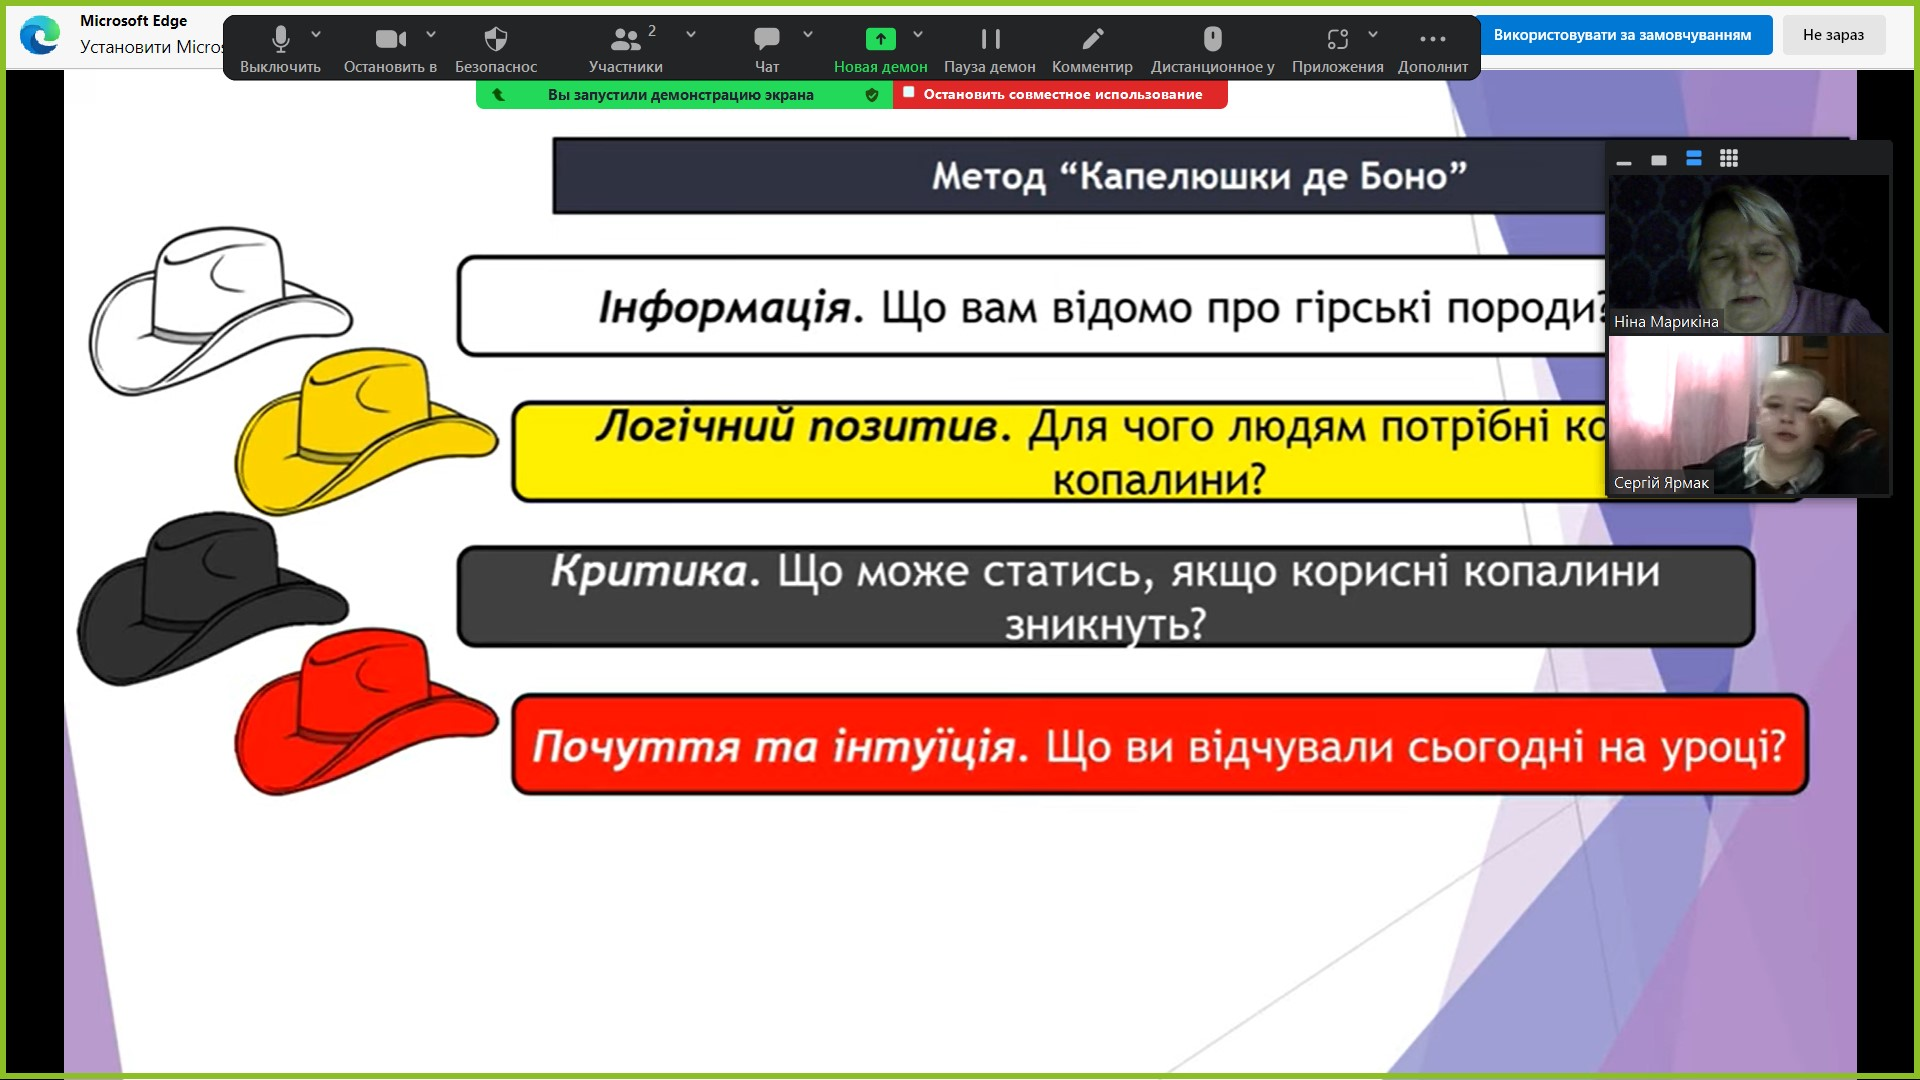 Microsoft Edge
Установити Micros
Выключить
Остановить в
Безопаснос
2
Участники
Чат
Новая демон
Пауза демон
Комментир
Дистанционное у
Приложения
Дополнит
Використовувати за замовчуванням
Не зараз
Вы запустили демонстрацию экрана
Остановить совместное использование
Метод “Капелюшки де Боно”
Інформація. Що вам відомо про гірські породи?
Ніна Марикіна
Логічний позитив. Для чого людям потрібні ко
копалини?
Сергій Ярмак
Критика. Що може статись, якщо корисні копалини
зникнуть?
Почуття та інтуїція. Що ви відчували сьогодні на уроці?